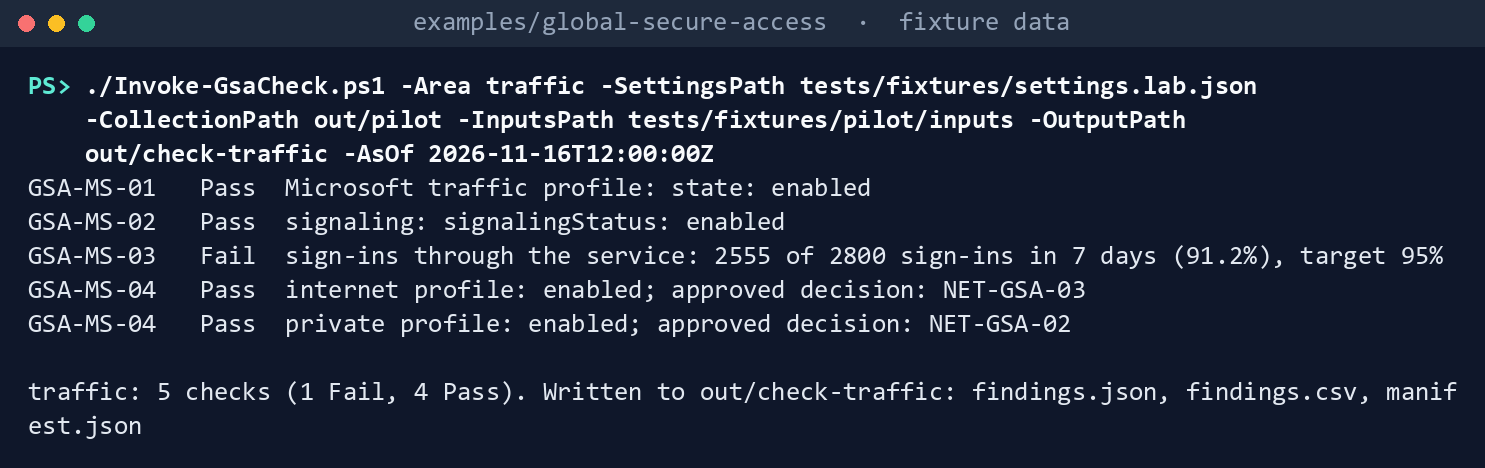 examples/global-secure-access · fixture data
PS> ./Invoke-GsaCheck.ps1 -Area traffic -SettingsPath tests/fixtures/settings.lab.json
-CollectionPath out/pilot -InputsPath tests/fixtures/pilot/inputs -OutputPath
out/check-traffic -AsOf 2026-11-16T12:00:00Z
GSA-MS-01   Pass  Microsoft traffic profile: state: enabled
GSA-MS-02   Pass  signaling: signalingStatus: enabled
GSA-MS-03   Fail  sign-ins through the service: 2555 of 2800 sign-ins in 7 days (91.2%), target 95%
GSA-MS-04   Pass  internet profile: enabled; approved decision: NET-GSA-03
GSA-MS-04   Pass  private profile: enabled; approved decision: NET-GSA-02
traffic: 5 checks (1 Fail, 4 Pass). Written to out/check-traffic: findings.json, findings.csv, manif
est.json